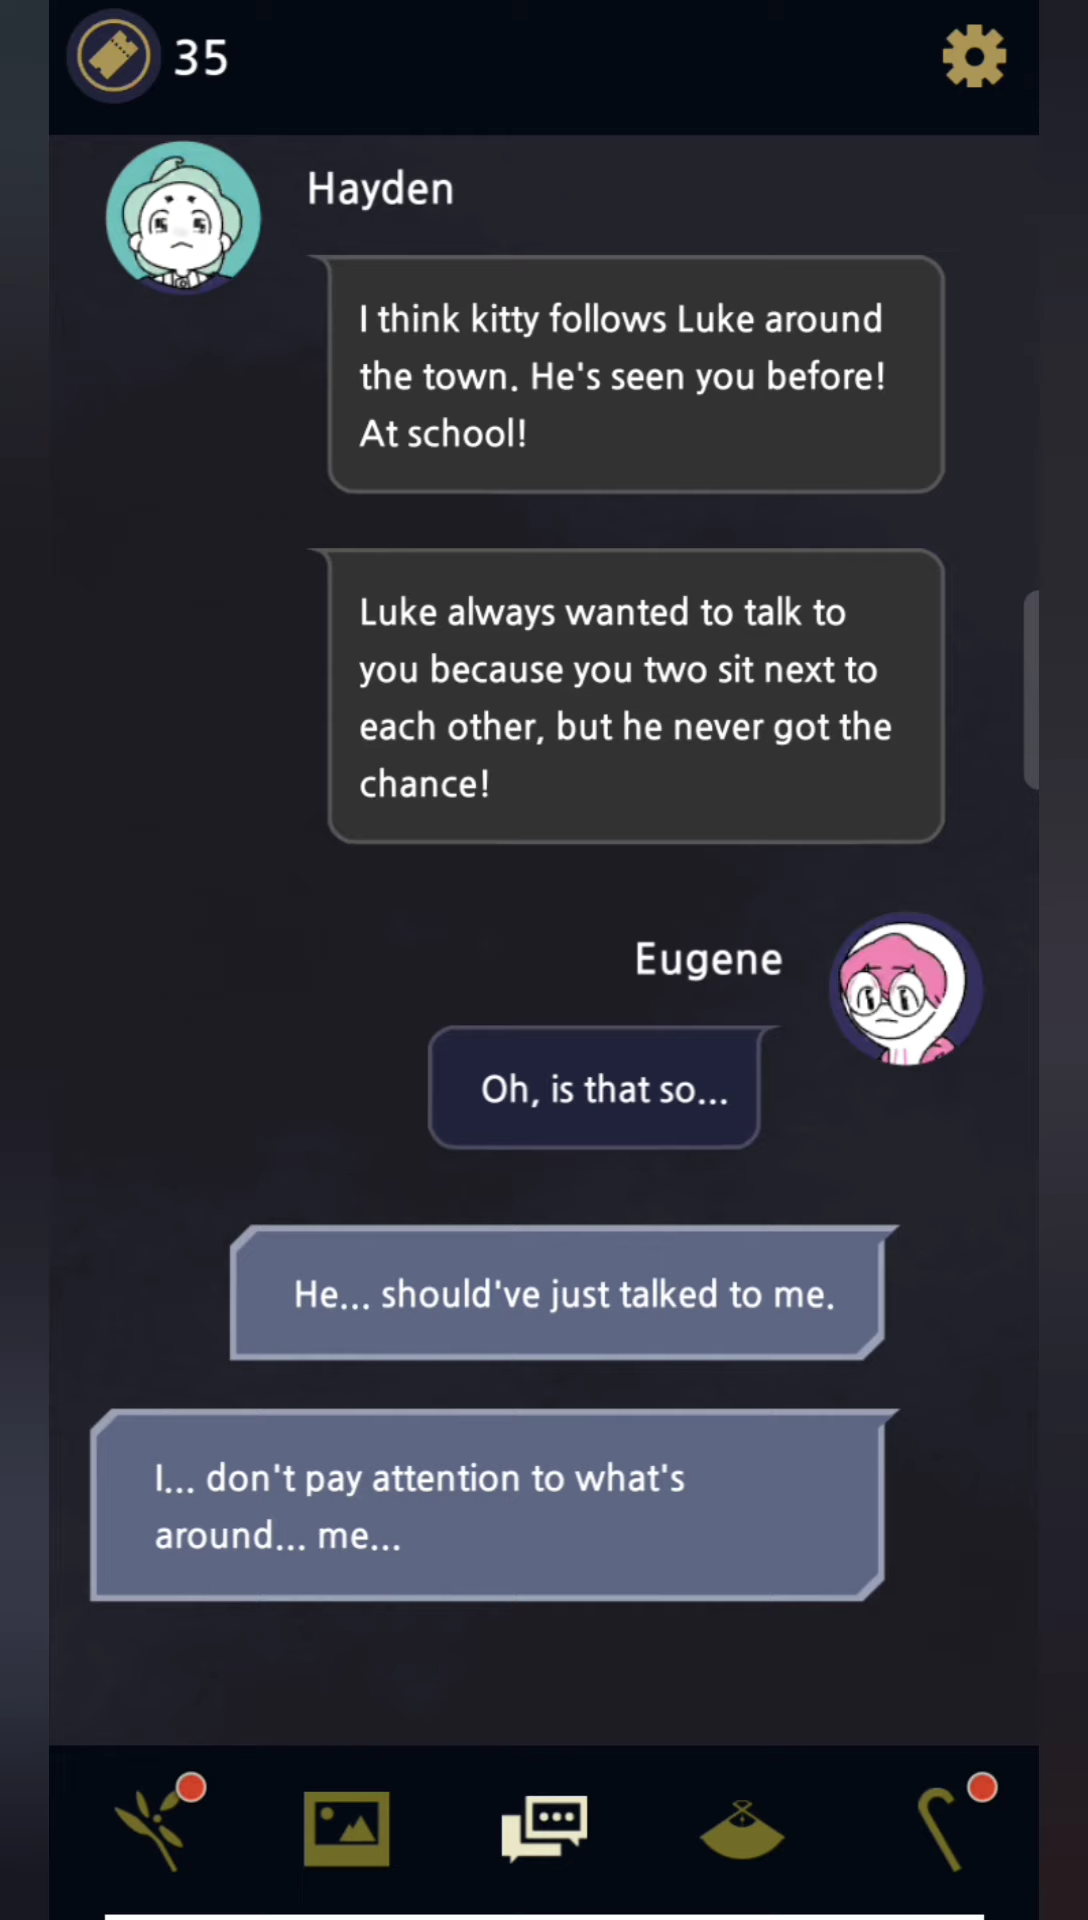 35
Hayden
I think kitty follows Luke around
the town. He's seen you before!
At school!
Luke always wanted to talk to
you because you two sit next to
each other, but he never got the
chance!
Eugene
Oh, is that so...
He... should've just talked to me.
I... don't pay attention to what's
around... me...